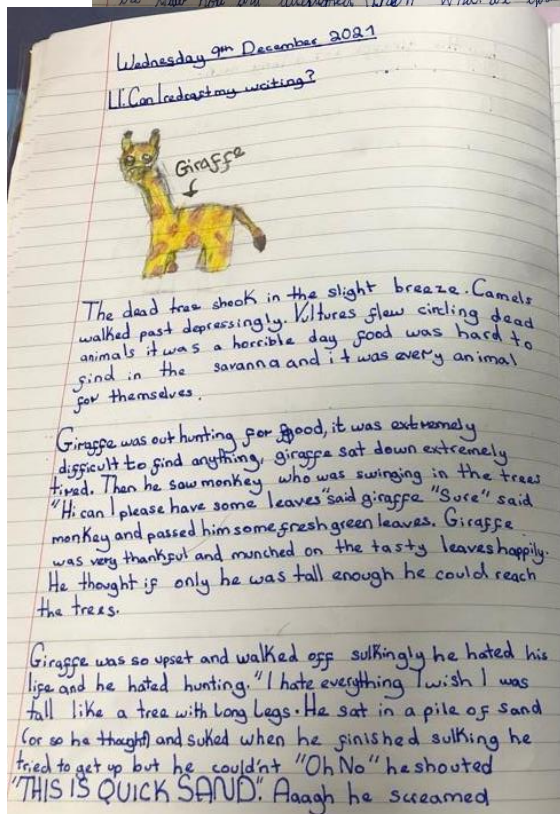 Wednesday 9th December 2021
LI: Can I redraft my writing?
Giraffe
The dead tree shook in the slight breeze. Camels
walked past depressingly. Vultures flew circling dead
animals it was a horrible day food was hard to
find in the savanna and it was every animal
for themselves.
Giraffe was out hunting for food, it was extremely
difficult to find anything, giraffe sat down extremely
tired. Then he saw monkey who was swinging in the trees
"Hi can I please have some leaves" said giraffe "Sure" said
monkey and passed him some fresh green leaves. Giraffe
was very thankful and munched on the tasty leaves happily.
He thought if only he was tall enough he could reach
the trees.
Giraffe was so upset and walked off sulkingly he hated his
life and he hated hunting. "I hate everything I wish I was
tall like a tree with Long Legs. He sat in a pile of sand
(or so he thought) and suked when he finished sulking he
tried to get up but he could'nt "Oh No" he shouted
"THIS IS QUICK SAND". Aaagh he screamed